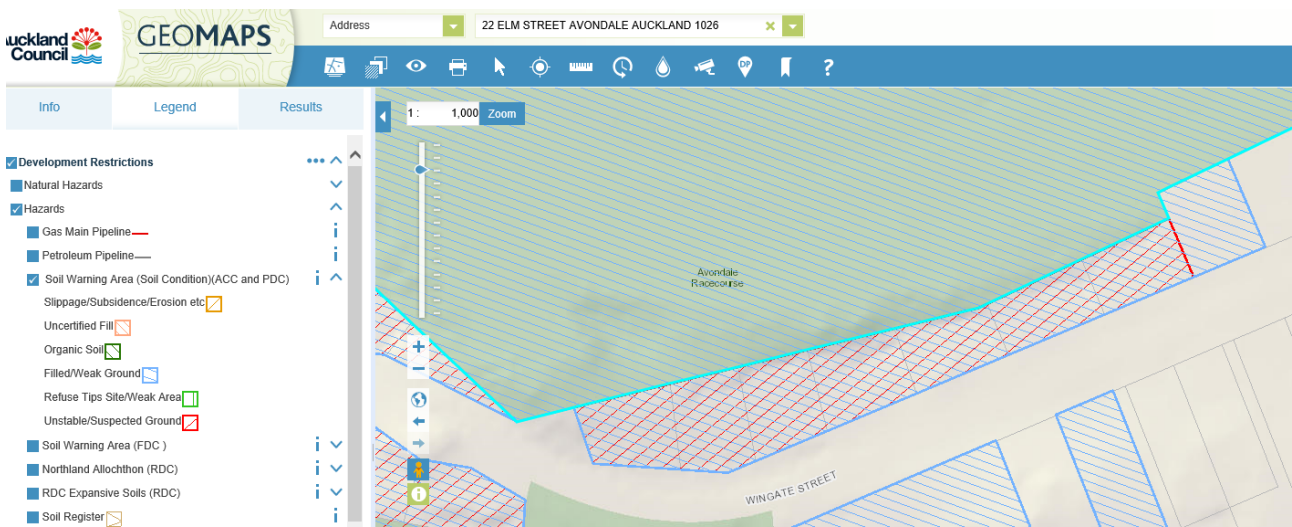 Auckland
Council
GEOMAPS
Address
22 ELM STREET AVONDALE AUCKLAND 1026
DP
?
Info Legend Results
1 : 1,000 Zoom
Development Restrictions
Natural Hazards
Hazards
Gas Main Pipeline
Petroleum Pipeline
Soil Warning Area (Soil Condition)(ACC and PDC)
Slippage/Subsidence/Erosion etc
Uncertified Fill
Organic Soil
Filled/Weak Ground
Refuse Tips Site/Weak Area
Unstable/Suspected Ground
Soil Warning Area (FDC )
Northland Allochthon (RDC)
RDC Expansive Soils (RDC)
Soil Register
Avondale
Racecourse
WINGATE STREET